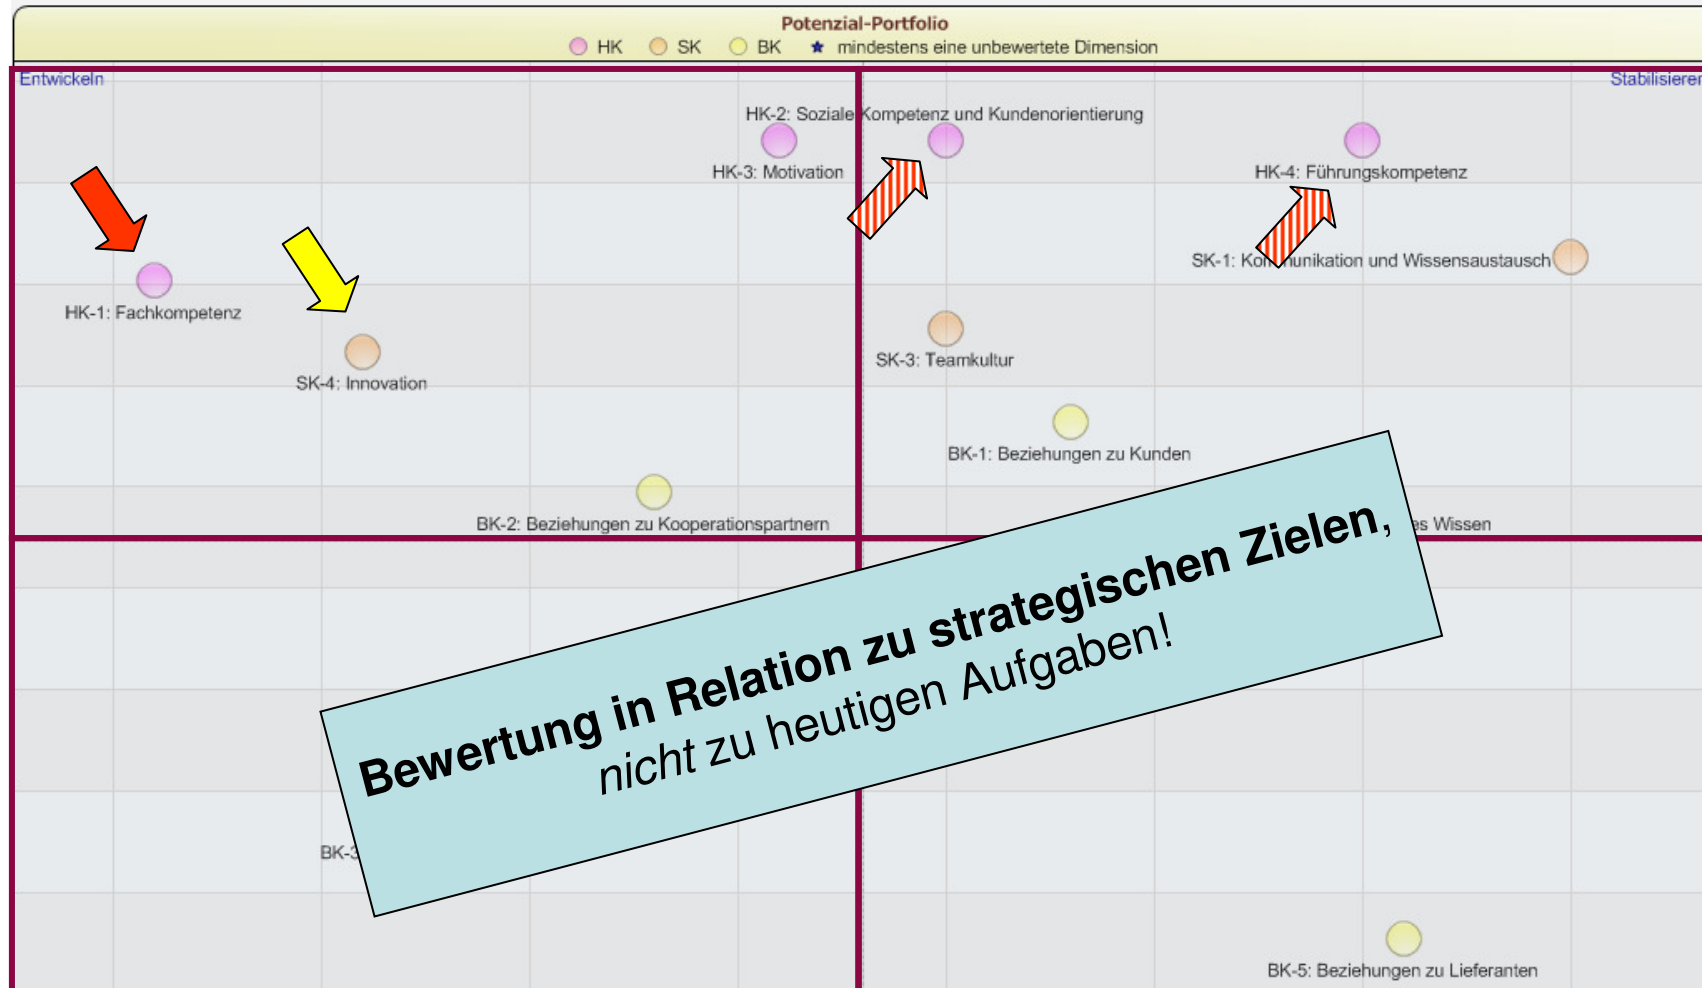 Potenzial-Portfolio
HK SK BK mindestens eine unbewertete Dimension
Entwickeln
Stabilisieren
HK-2: Soziale Kompetenz und Kundenorientierung
HK-3: Motivation
HK-4: Führungskompetenz
SK-1: Kommunikation und Wissensaustausch
HK-1: Fachkompetenz
SK-3: Teamkultur
SK-4: Innovation
BK-1: Beziehungen zu Kunden
BK-2: Beziehungen zu Kooperationspartnern
es Wissen
Bewertung in Relation zu strategischen Zielen,
nicht zu heutigen Aufgaben!
BK-3
BK-5: Beziehungen zu Lieferanten